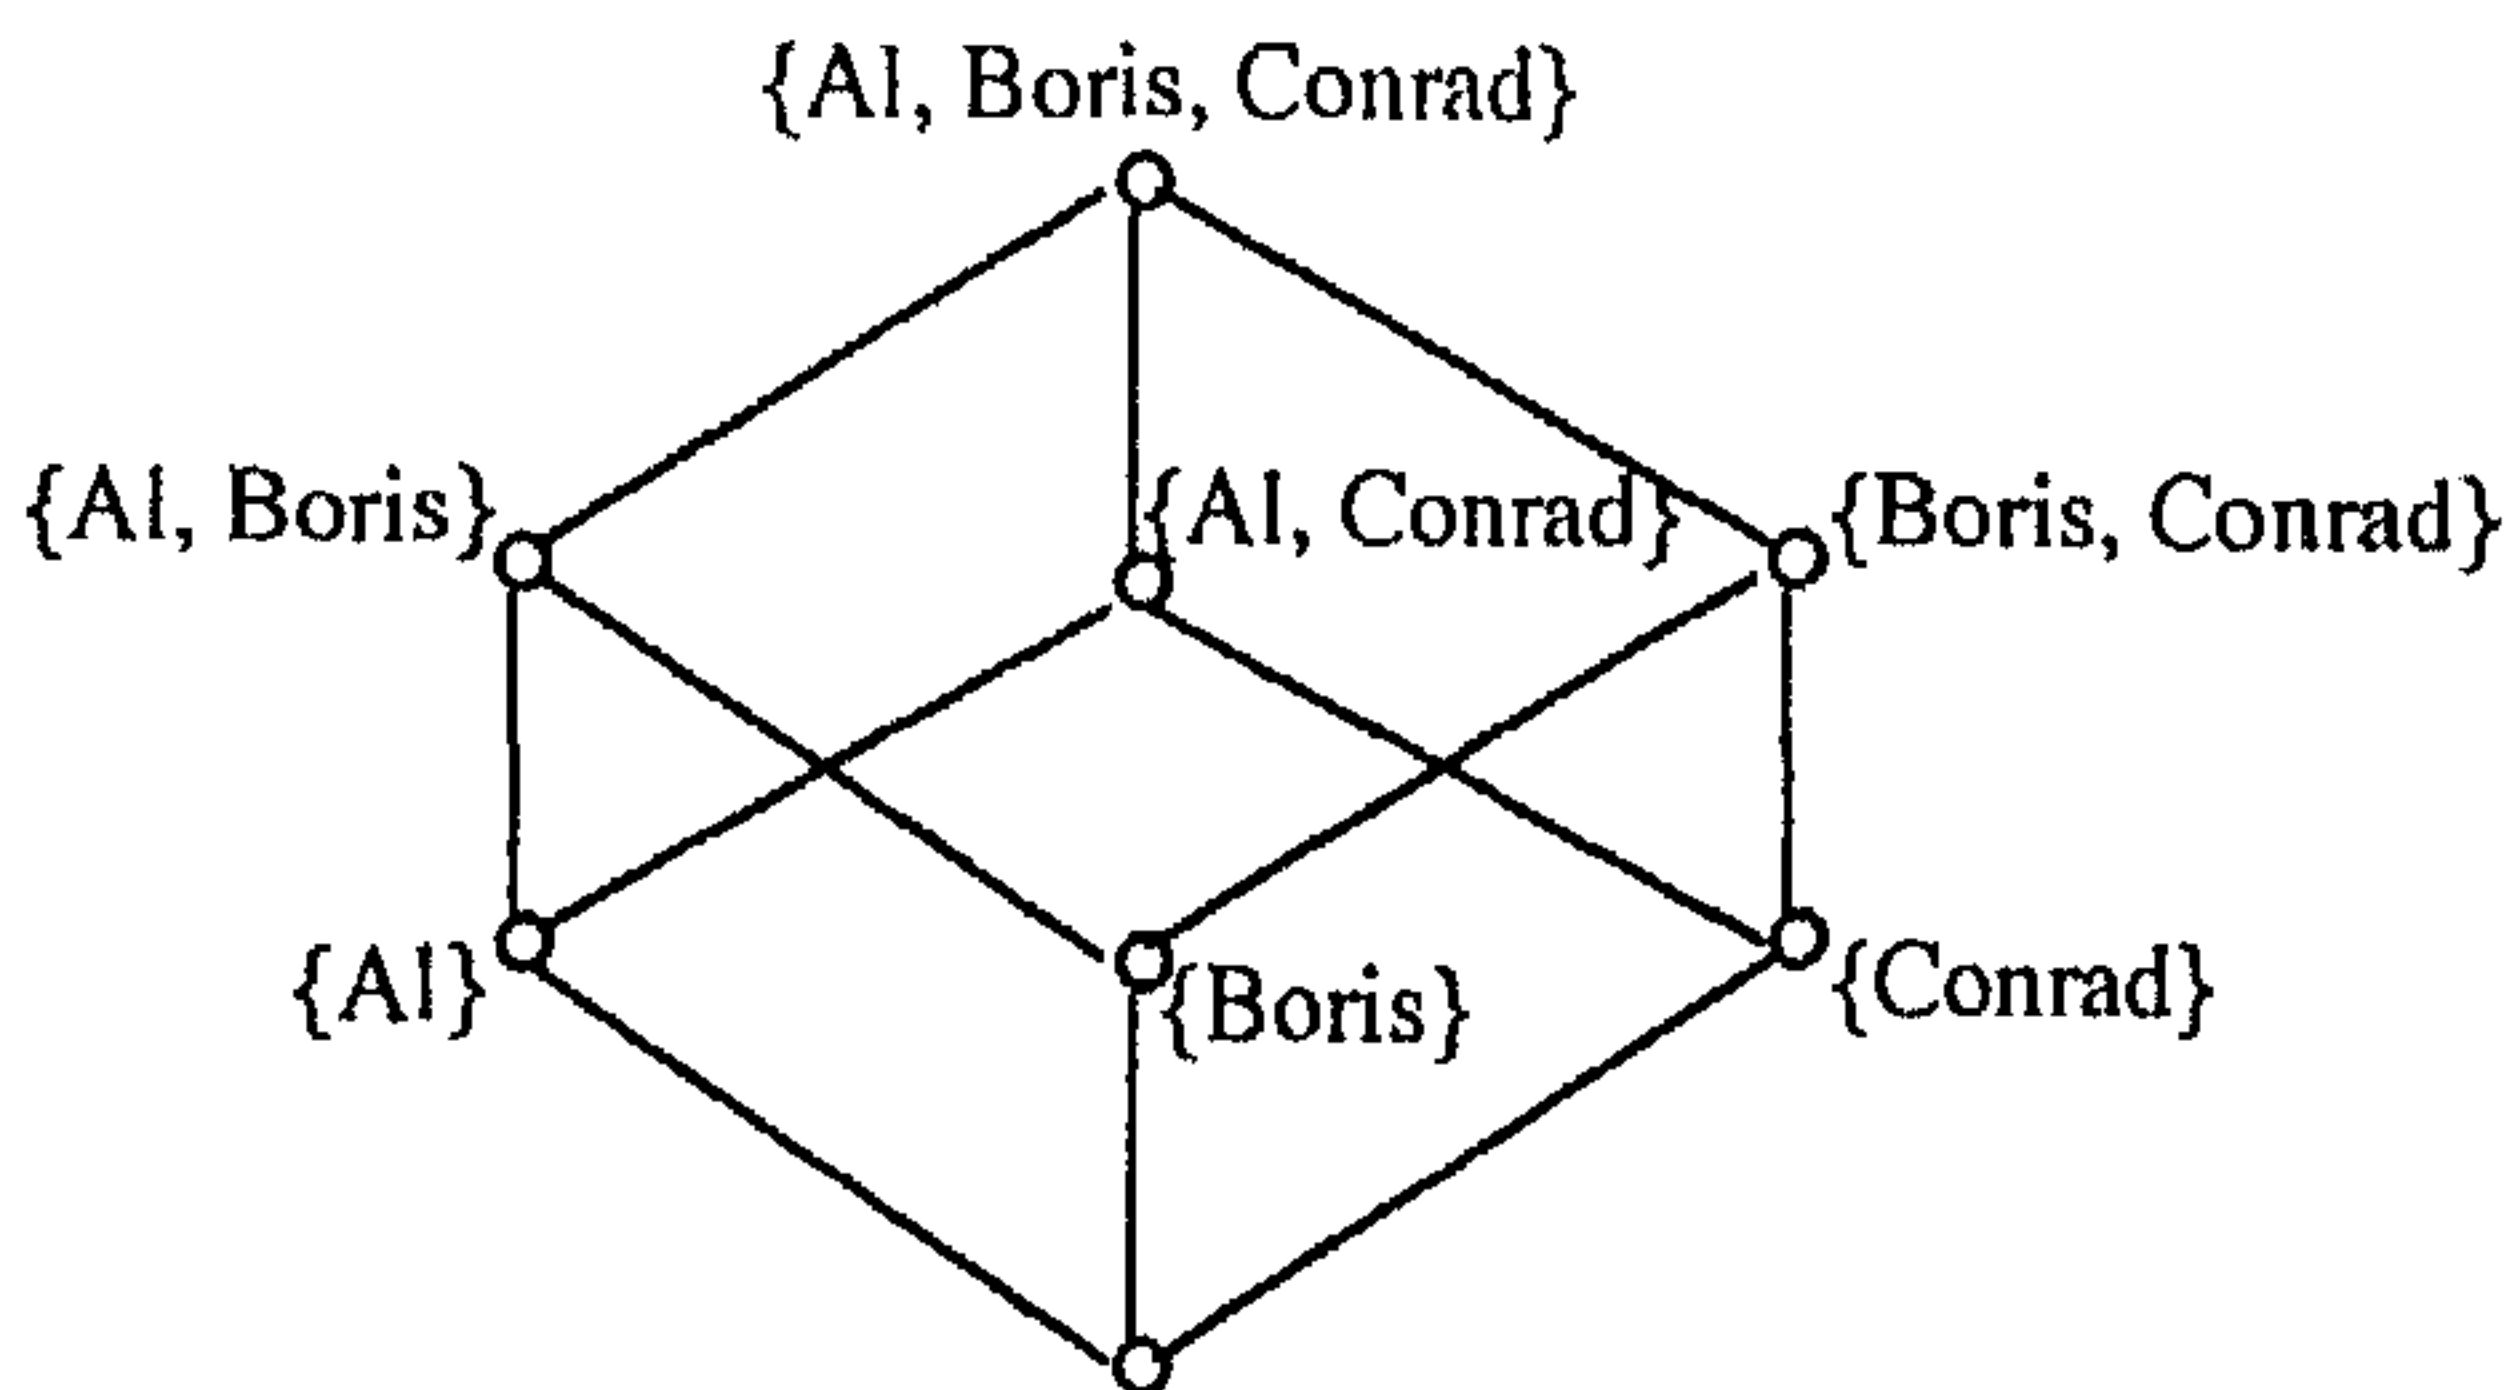 {Al, Boris, Conrad}
{Al, Boris}
{Al, Conrad}
{Boris, Conrad}
{Al}
{Boris}
{Conrad}